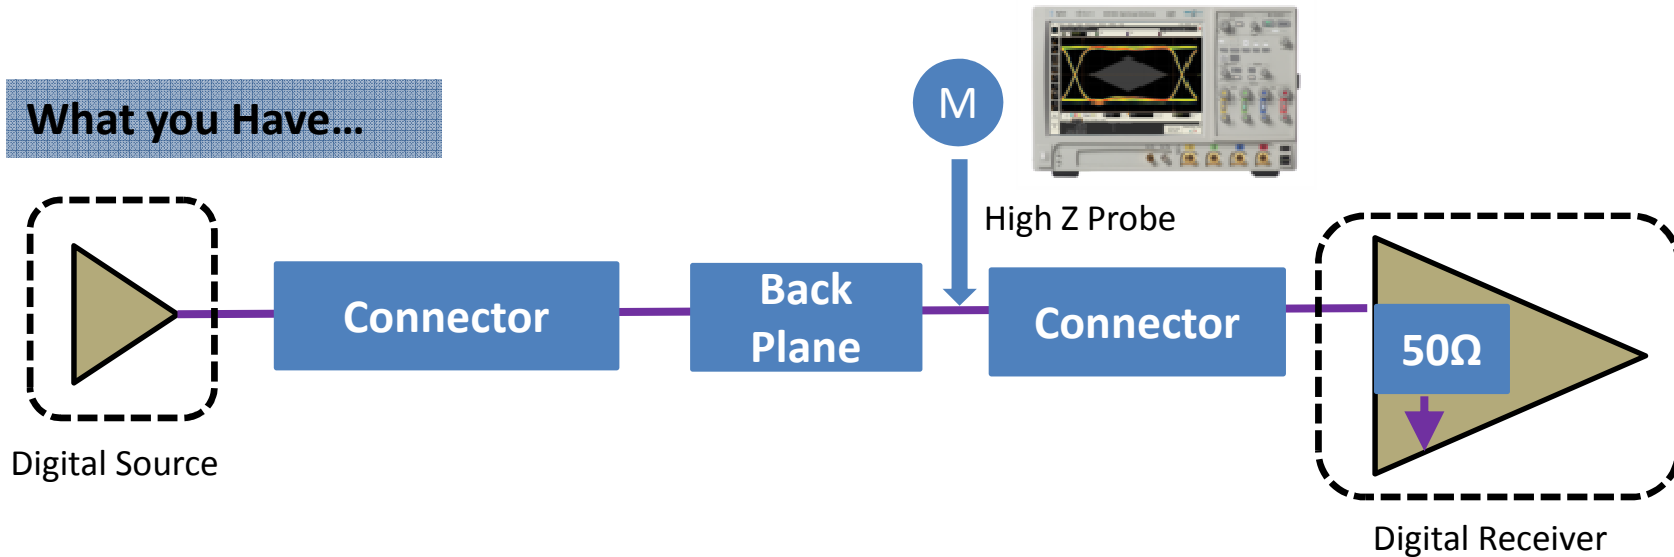 What you Have...
M
High Z Probe
Connector
Back
Plane
Connector
50Ω
Digital Source
Digital Receiver